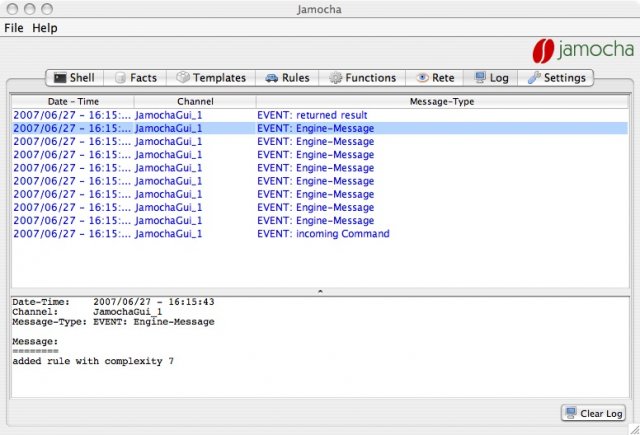 Jamocha
File Help
jamocha
Shell Facts Templates Rules Functions Rete Log Settings
Date - Time Channel Message-Type
2007/06/27 - 16:15:... JamochaGui_1 EVENT: returned result
2007/06/27 - 16:15:... JamochaGui_1 EVENT: Engine-Message
2007/06/27 - 16:15:... JamochaGui_1 EVENT: Engine-Message
2007/06/27 - 16:15:... JamochaGui_1 EVENT: Engine-Message
2007/06/27 - 16:15:... JamochaGui_1 EVENT: Engine-Message
2007/06/27 - 16:15:... JamochaGui_1 EVENT: Engine-Message
2007/06/27 - 16:15:... JamochaGui_1 EVENT: Engine-Message
2007/06/27 - 16:15:... JamochaGui_1 EVENT: Engine-Message
2007/06/27 - 16:15:... JamochaGui_1 EVENT: Engine-Message
2007/06/27 - 16:15:... JamochaGui_1 EVENT: incoming Command
Date-Time: 2007/06/27 - 16:15:43
Channel: JamochaGui_1
Message-Type: EVENT: Engine-Message
Message:
========
added rule with complexity 7
Clear Log